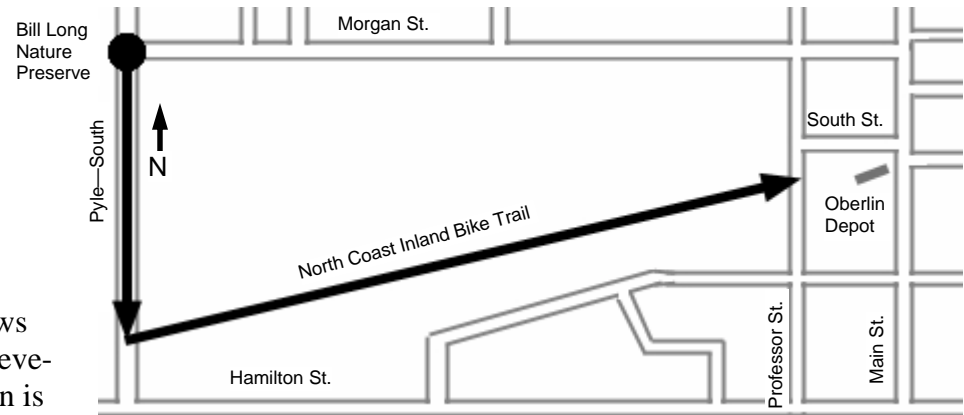 Bill Long
Nature
Preserve
Morgan St.
South St.
Pyle—South
N
Oberlin
Depot
North Coast Inland Bike Trail
Professor St.
Main St.
Hamilton St.